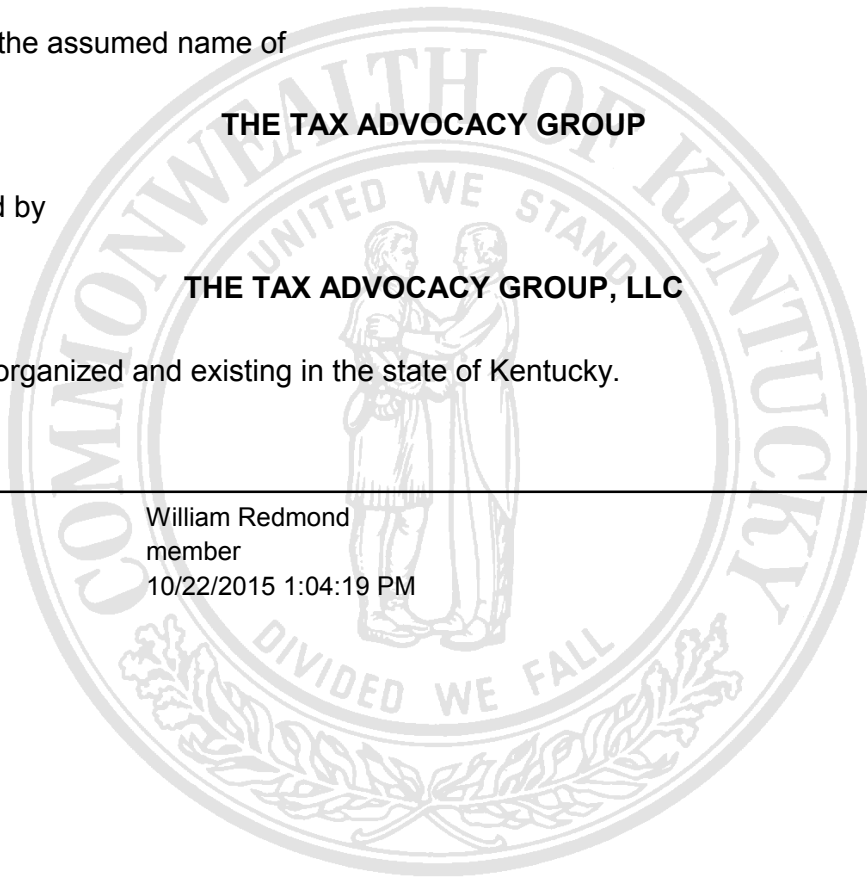 the assumed name of
THE TAX ADVOCACY GROUP
d by
THE TAX ADVOCACY GROUP, LLC
organized and existing in the state of Kentucky.
William Redmond
member
10/22/2015 1:04:19 PM
COMMONWEALTH OF KENTUCKY
UNITED WE STAND
DIVIDED WE FALL